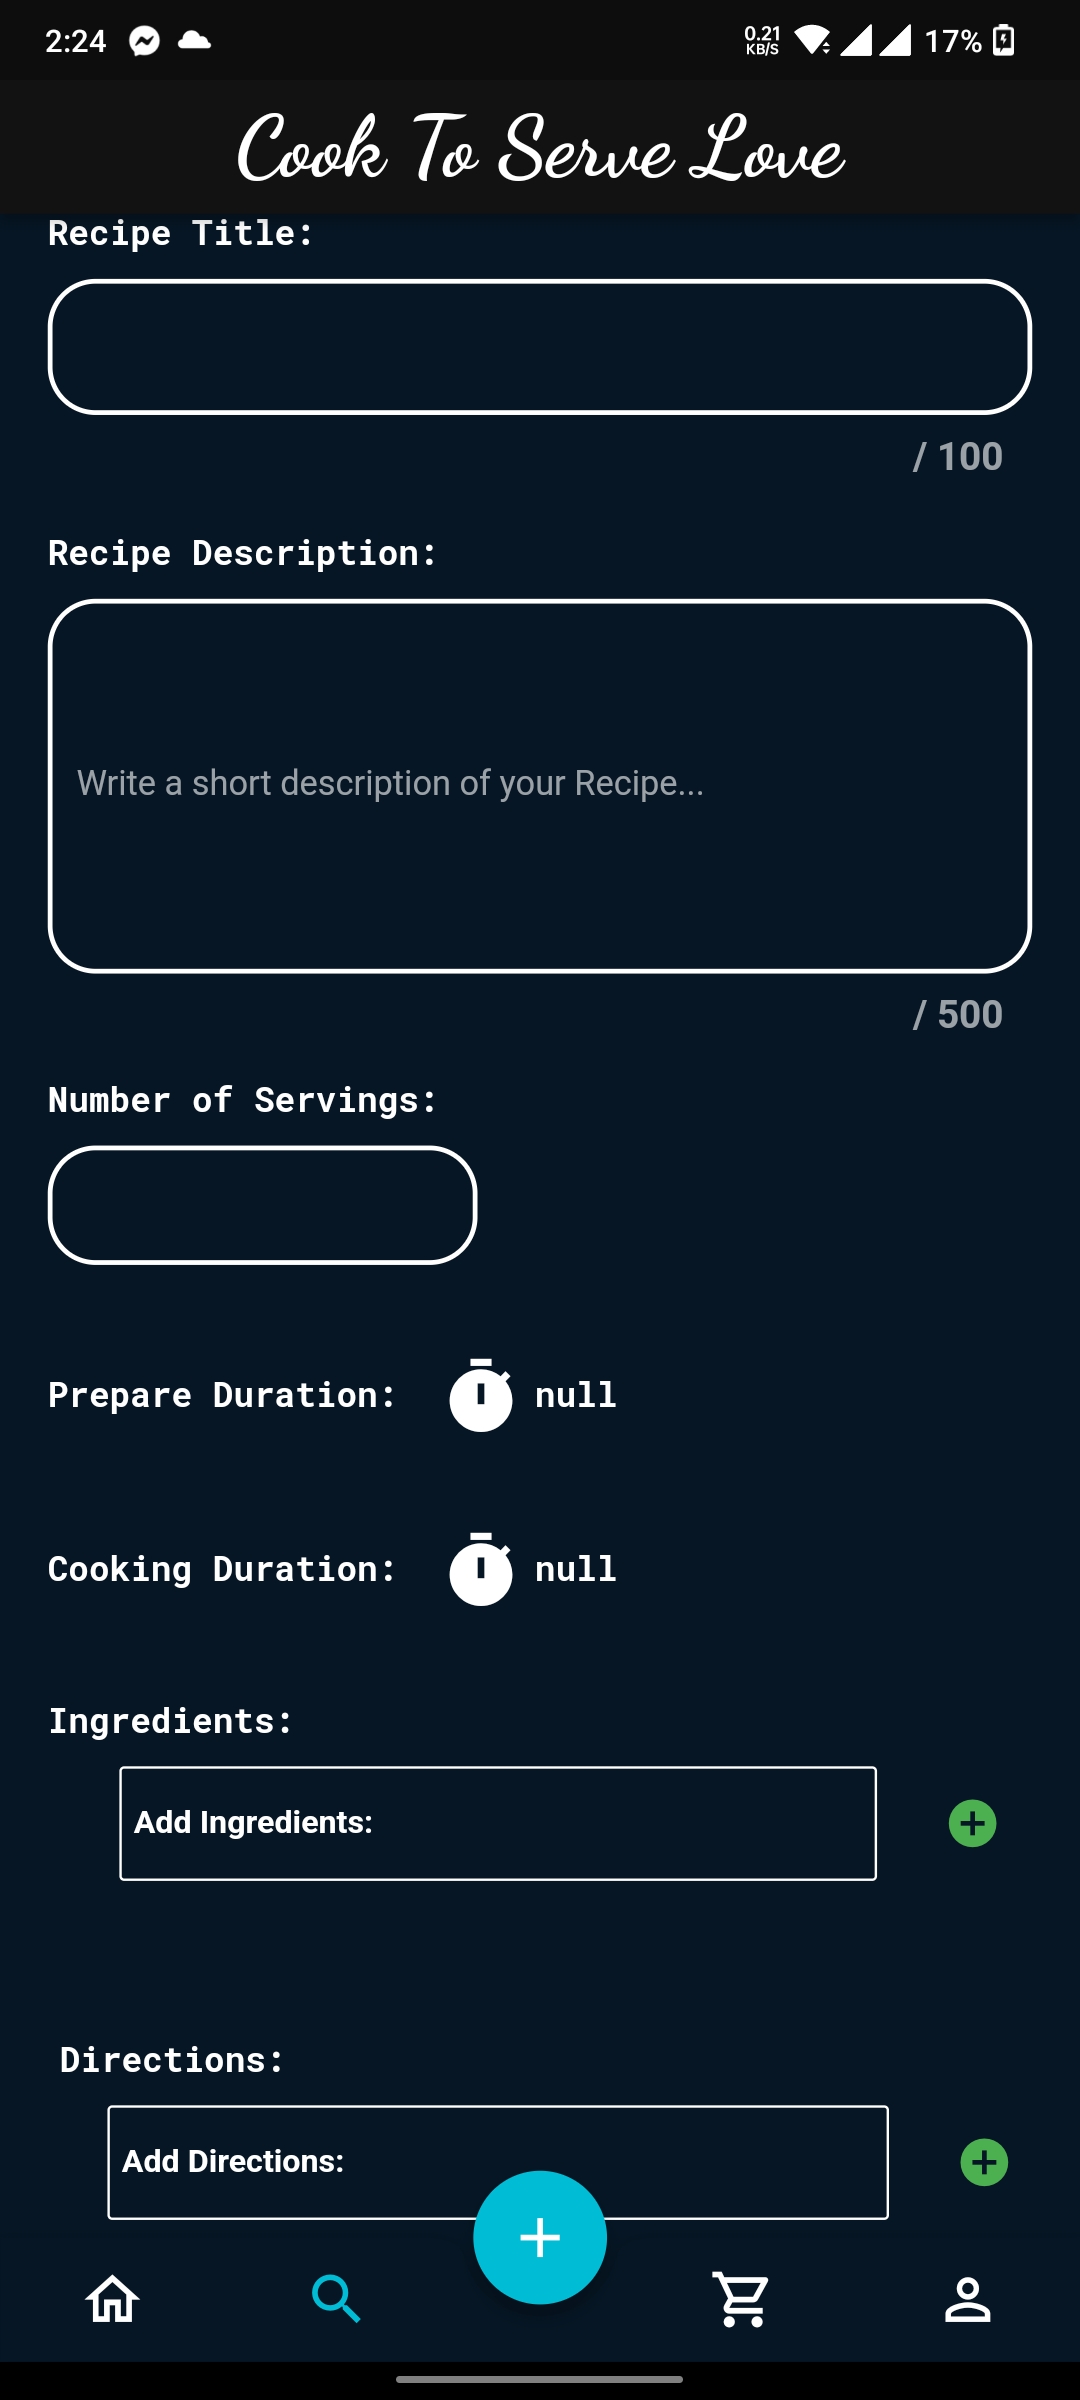 2:24
0.21
KB/S
17%
Cook To Serve Love
Recipe Title:
/ 100
Recipe Description:
Write a short description of your Recipe...
/ 500
Number of Servings:
Prepare Duration: null
Cooking Duration: null
Ingredients:
Add Ingredients:
Directions:
Add Directions: